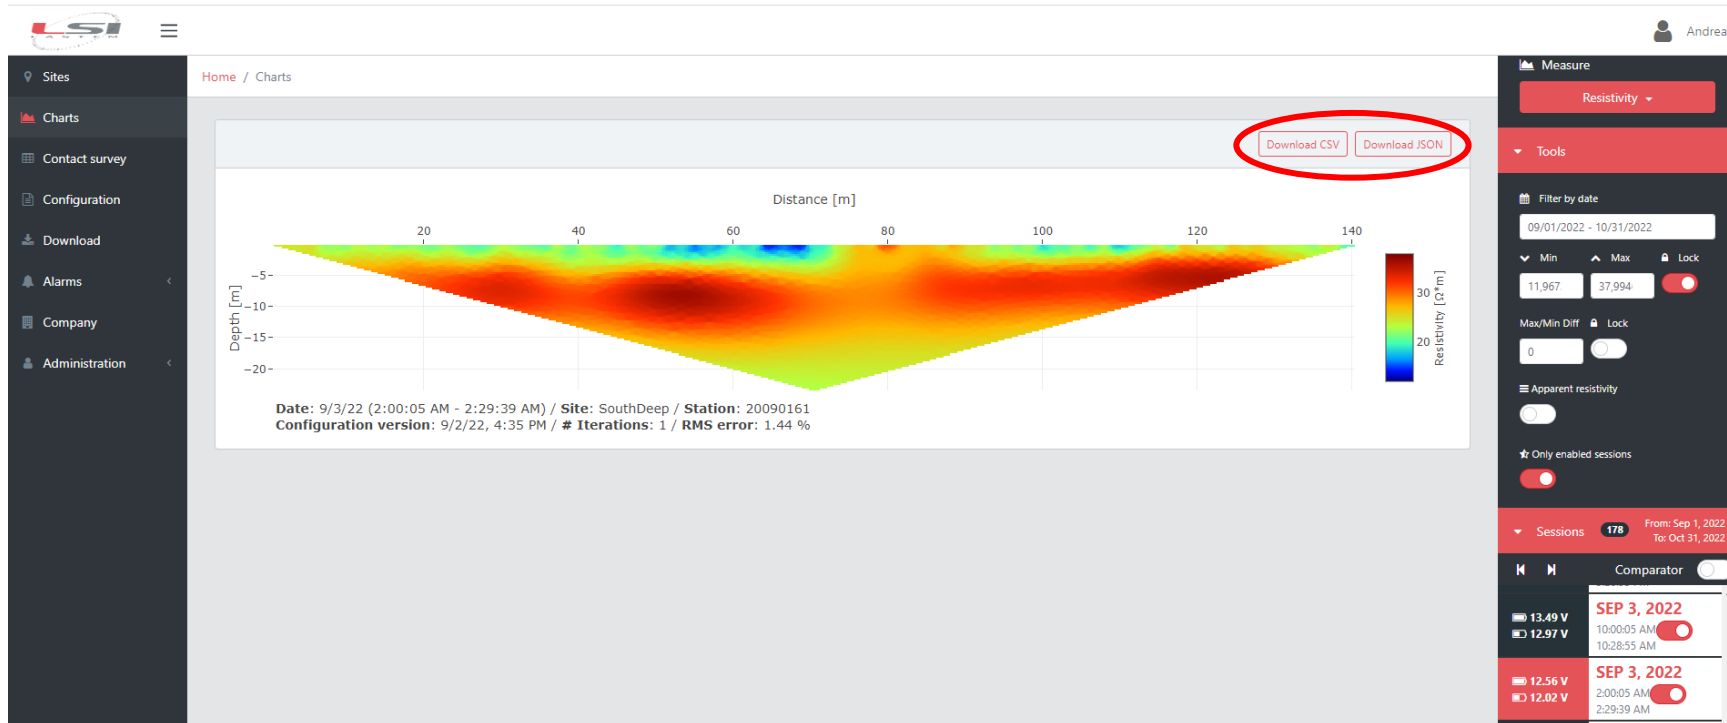 LSI
LASTEM
Andrea
Sites
Charts
Contact survey
Configuration
Download
Alarms
Company
Administration
Home / Charts
Download CSV
Download JSON
Distance [m]
20 40 60 80 100 120 140
−5
−10
−15
−20
Depth [m]
30
20
Resistivity [Ω*m]
Date: 9/3/22 (2:00:05 AM - 2:29:39 AM) / Site: SouthDeep / Station: 20090161
Configuration version: 9/2/22, 4:35 PM / # Iterations: 1 / RMS error: 1.44 %
Measure
Resistivity
Tools
Filter by date
09/01/2022 - 10/31/2022
Min Max Lock
11,967 37,994
Max/Min Diff Lock
0
Apparent resistivity
Only enabled sessions
Sessions 178 From: Sep 1, 2022
To: Oct 31, 2022
Comparator
13.49 V
12.97 V
SEP 3, 2022
10:00:05 AM
10:28:55 AM
12.56 V
12.02 V
SEP 3, 2022
2:00:05 AM
2:29:39 AM